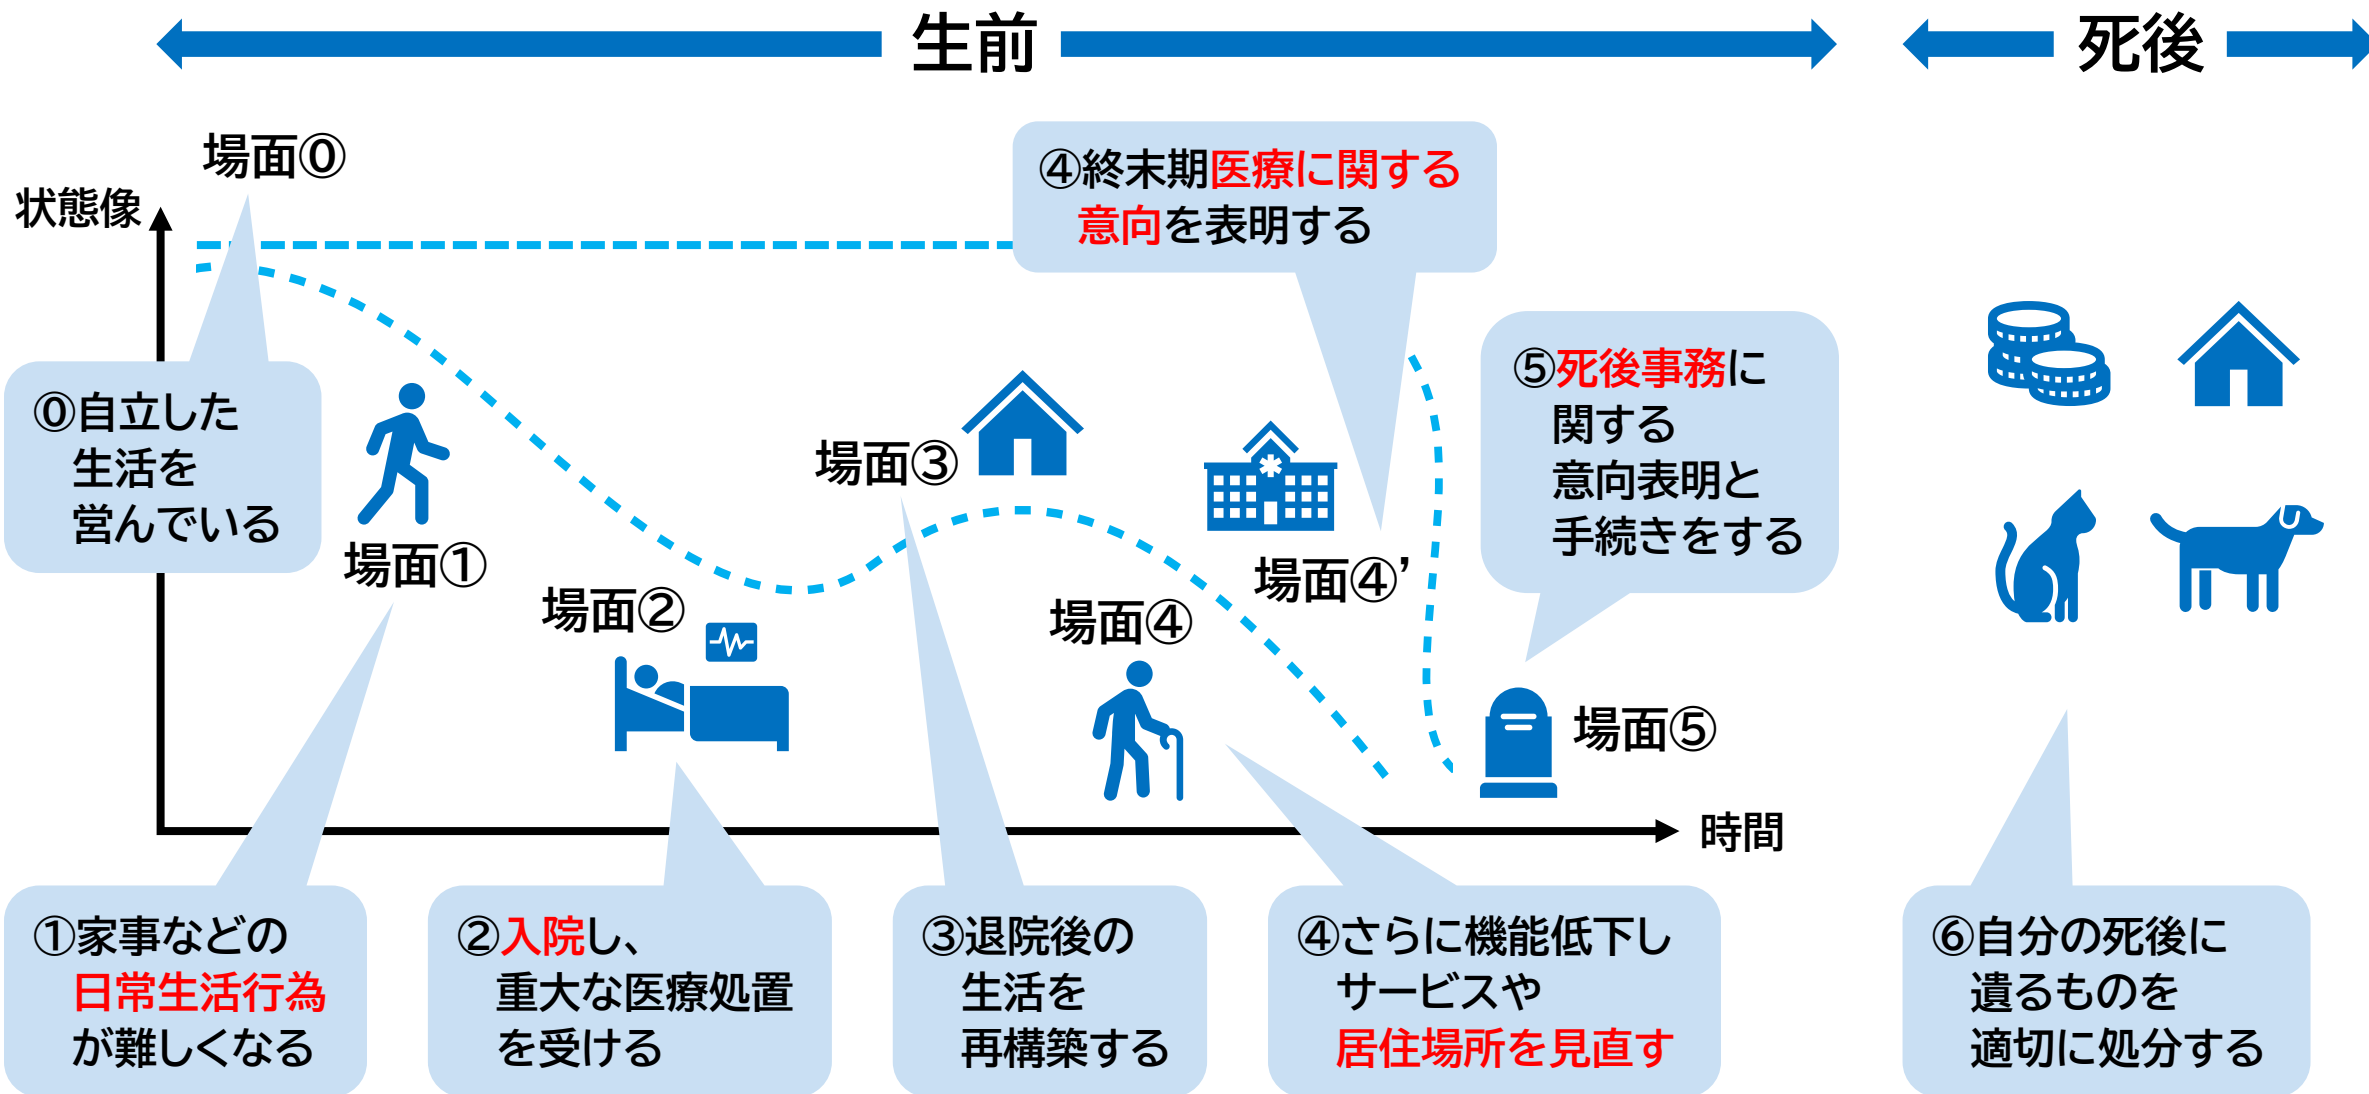 生前
死後
場面⓪
状態像
④終末期医療に関する
意向を表明する
⓪自立した
生活を
営んでいる
⑤死後事務に
関する
意向表明と
手続きをする
場面①
場面②
場面③
場面④
場面④’
場面⑤
時間
①家事などの
日常生活行為
が難しくなる
②入院し、
重大な医療処置
を受ける
③退院後の
生活を
再構築する
④さらに機能低下し
サービスや
居住場所を見直す
⑥自分の死後に
遺るものを
適切に処分する